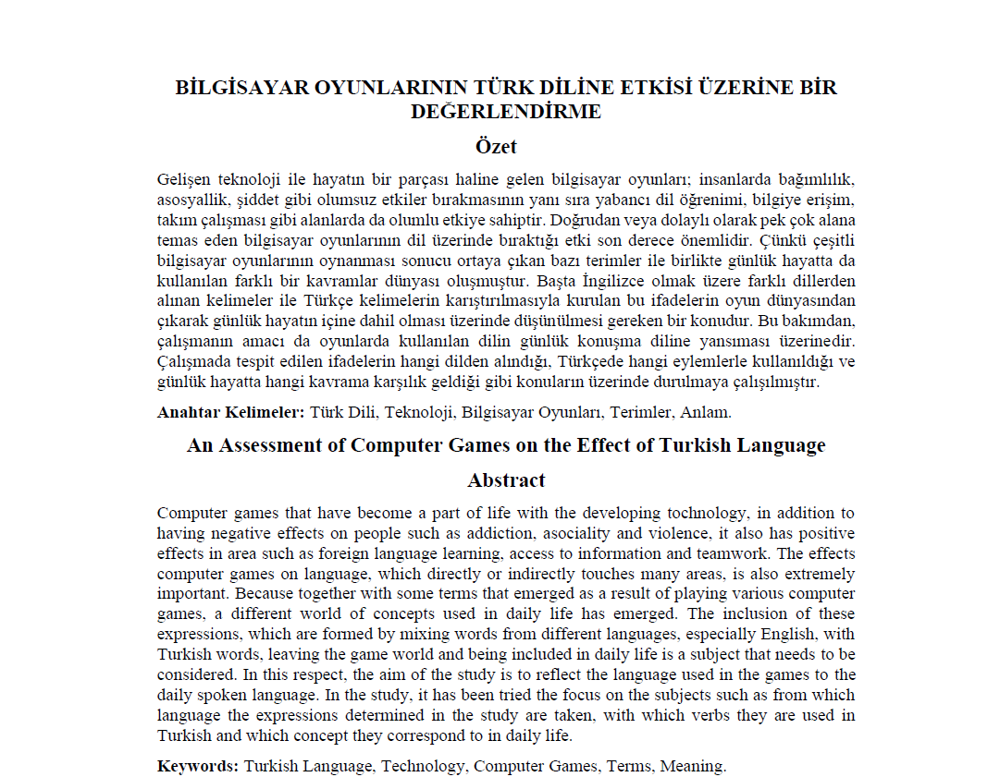 BİLGİSAYAR OYUNLARININ TÜRK DİLİNE ETKİSİ ÜZERİNE BİR
DEĞERLENDİRME
Özet
Gelişen teknoloji ile hayatın bir parçası haline gelen bilgisayar oyunları; insanlarda bağımlılık,
asosyallik, şiddet gibi olumsuz etkiler bırakmasının yanı sıra yabancı dil öğrenimi, bilgiye erişim,
takım çalışması gibi alanlarda da olumlu etkiye sahiptir. Doğrudan veya dolaylı olarak pek çok alana
temas eden bilgisayar oyunlarının dil üzerinde bıraktığı etki son derece önemlidir. Çünkü çeşitli
bilgisayar oyunlarının oynanması sonucu ortaya çıkan bazı terimler ile birlikte günlük hayatta da
kullanılan farklı bir kavramlar dünyası oluşmuştur. Başta İngilizce olmak üzere farklı dillerden
alınan kelimeler ile Türkçe kelimelerin karıştırılmasıyla kurulan bu ifadelerin oyun dünyasından
çıkarak günlük hayatın içine dahil olması üzerinde düşünülmesi gereken bir konudur. Bu bakımdan,
çalışmanın amacı da oyunlarda kullanılan dilin günlük konuşma diline yansıması üzerinedir.
Çalışmada tespit edilen ifadelerin hangi dilden alındığı, Türkçede hangi eylemlerle kullanıldığı ve
günlük hayatta hangi kavrama karşılık geldiği gibi konuların üzerinde durulmaya çalışılmıştır.
Anahtar Kelimeler: Türk Dili, Teknoloji, Bilgisayar Oyunları, Terimler, Anlam.
An Assessment of Computer Games on the Effect of Turkish Language
Abstract
Computer games that have become a part of life with the developing tochnology, in addition to
having negative effects on people such as addiction, asociality and violence, it also has positive
effects in area such as foreign language learning, access to information and teamwork. The effects
computer games on language, which directly or indirectly touches many areas, is also extremely
important. Because together with some terms that emerged as a result of playing various computer
games, a different world of concepts used in daily life has emerged. The inclusion of these
expressions, which are formed by mixing words from different languages, especially English, with
Turkish words, leaving the game world and being included in daily life is a subject that needs to be
considered. In this respect, the aim of the study is to reflect the language used in the games to the
daily spoken language. In the study, it has been tried the focus on the subjects such as from which
language the expressions determined in the study are taken, with which verbs they are used in
Turkish and which concept they correspond to in daily life.
Keywords: Turkish Language, Technology, Computer Games, Terms, Meaning.